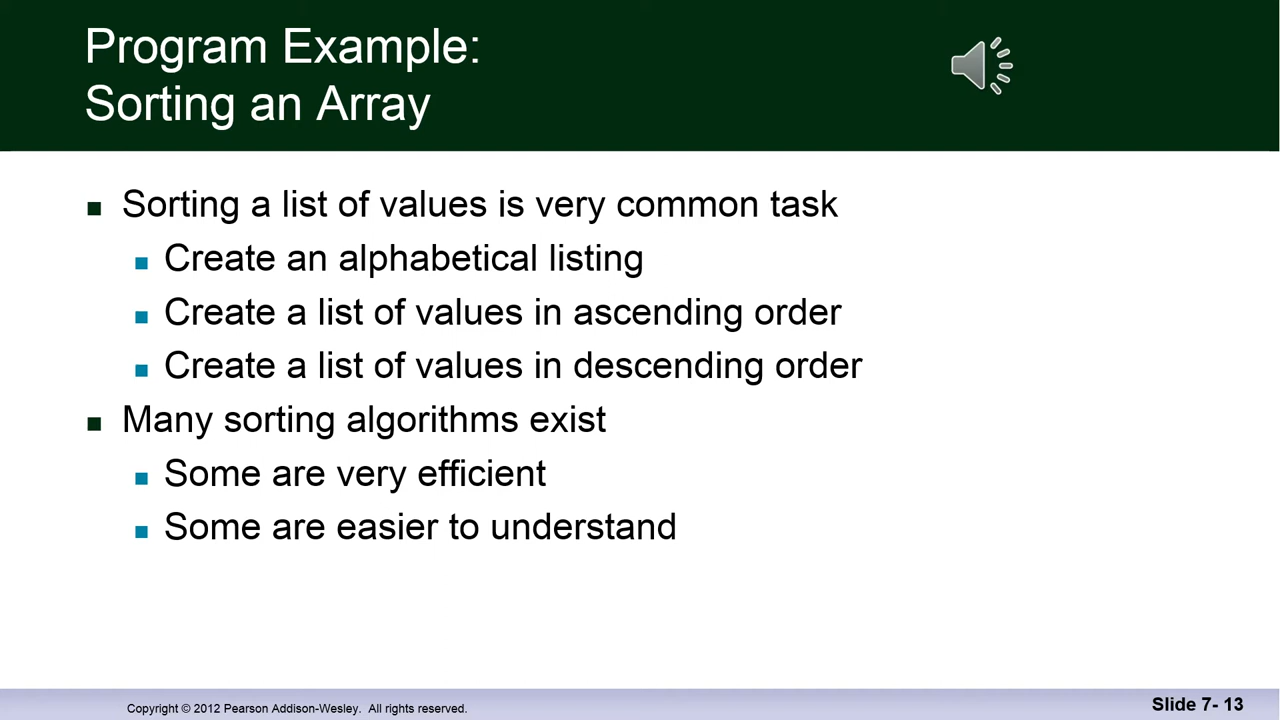 Program Example:
Sorting an Array
Sorting a list of values is very common task
Create an alphabetical listing
Create a list of values in ascending order
Create a list of values in descending order
Many sorting algorithms exist
Some are very efficient
Some are easier to understand
Copyright © 2012 Pearson Addison-Wesley. All rights reserved.
Slide 7- 13